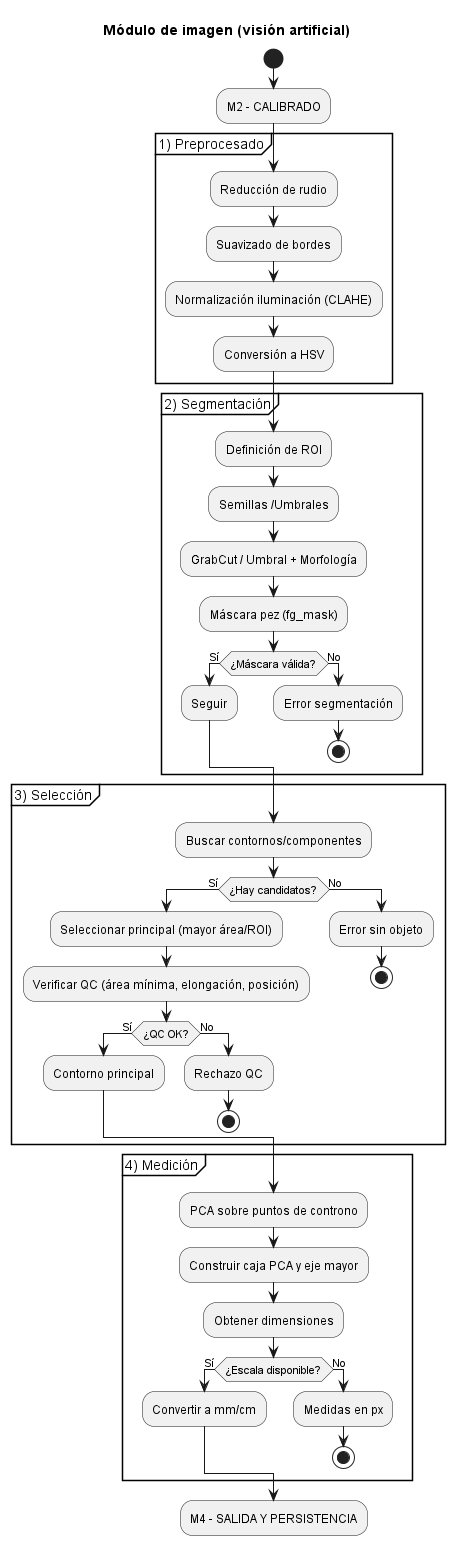 Módulo de imagen (visión artificial)
M2 - CALIBRADO
1) Preprocesado
Reducción de rudio
Suavizado de bordes
Normalización iluminación (CLAHE)
Conversión a HSV
2) Segmentación
Definición de ROI
Semillas /Umbrales
GrabCut / Umbral + Morfología
Máscara pez (fg_mask)
Sí
¿Máscara válida?
No
Seguir
Error segmentación
3) Selección
Buscar contornos/componentes
Sí
¿Hay candidatos?
No
Seleccionar principal (mayor área/ROI)
Error sin objeto
Verificar QC (área mínima, elongación, posición)
Sí
¿QC OK?
No
Contorno principal
Rechazo QC
4) Medición
PCA sobre puntos de controno
Construir caja PCA y eje mayor
Obtener dimensiones
Sí
¿Escala disponible?
No
Convertir a mm/cm
Medidas en px
M4 - SALIDA Y PERSISTENCIA